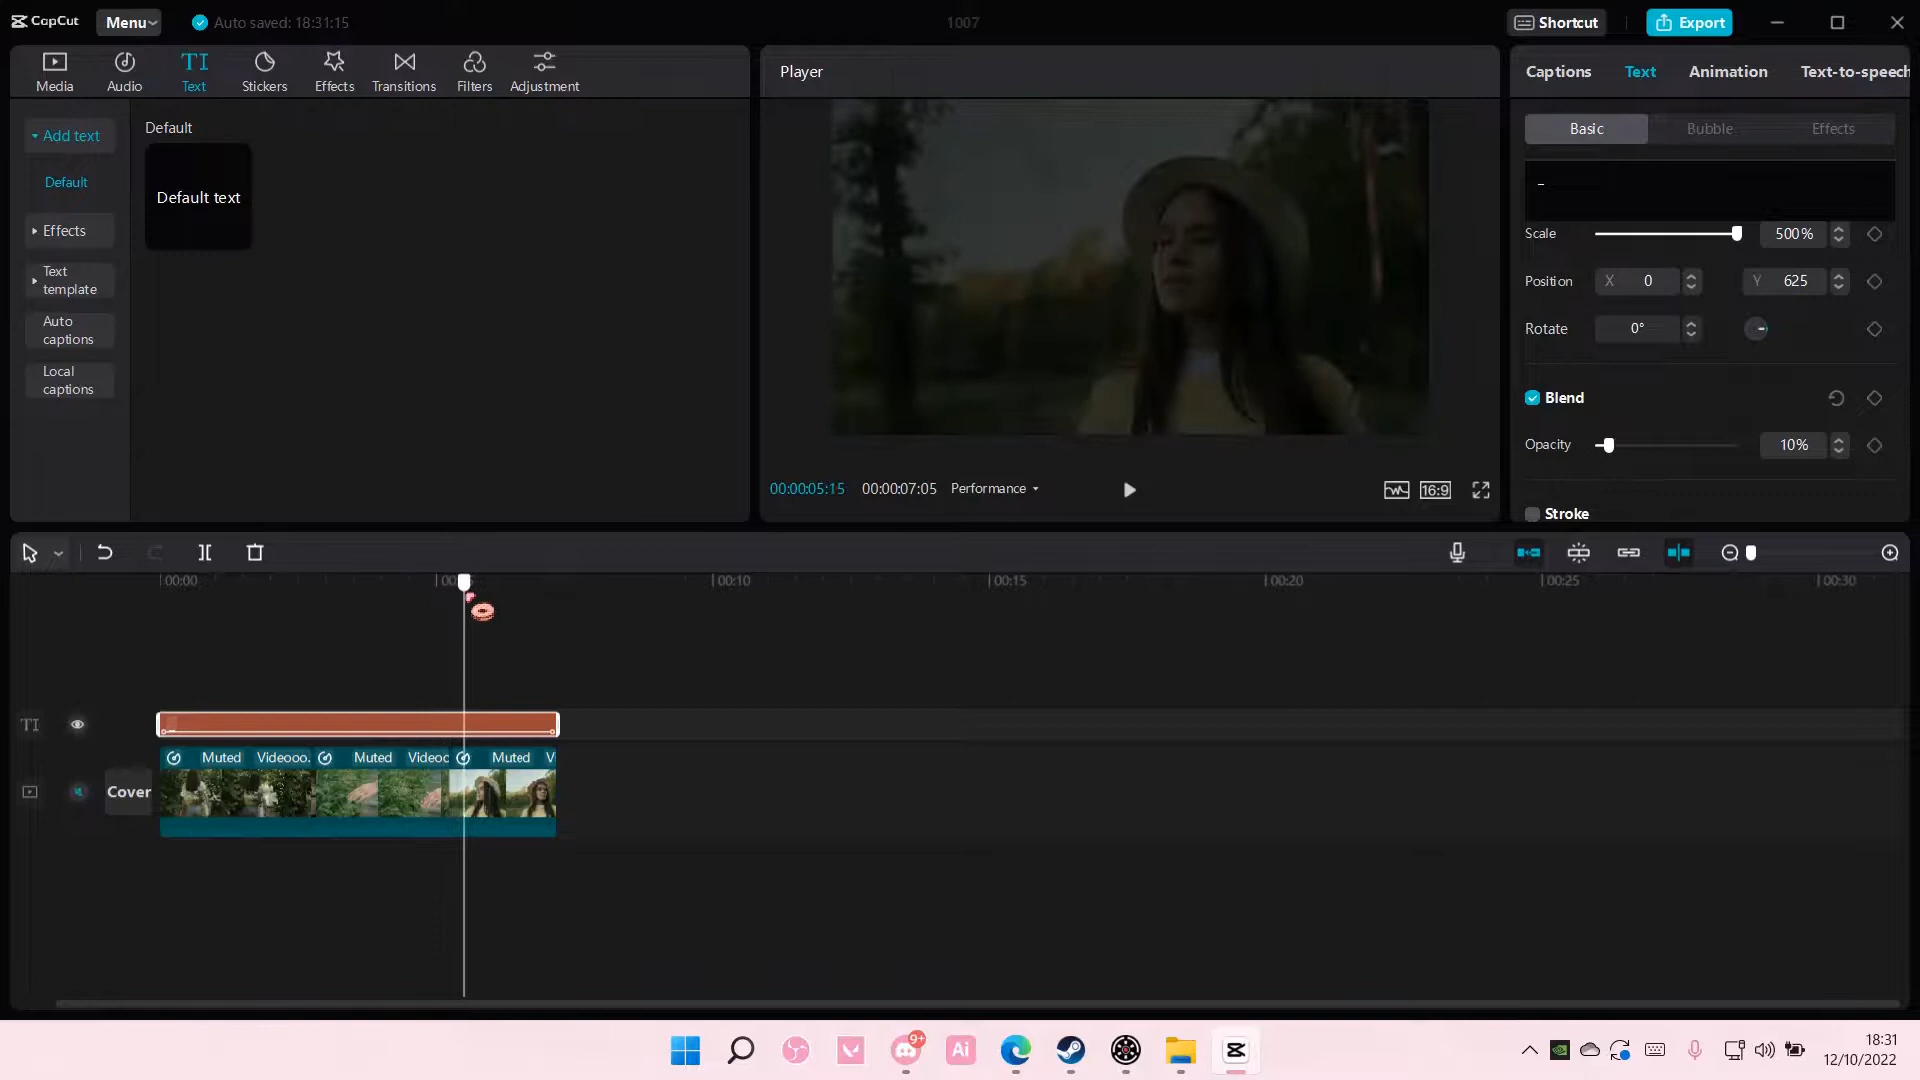 CapCut
Menu
Auto saved: 18:31:15
1007
Shortcut
Export
Media
Audio
TI
Text
Stickers
Effects
Transitions
Filters
Adjustment
Add text
Default
Effects
Text
template
Auto
captions
Local
captions
Default
Default text
Player
00:00:05:15
00:00:07:05
Performance
16:9
Captions
Text
Animation
Text-to-speech
Basic
Bubble
Effects
–
Scale
500%
Position
X 0
Y 625
Rotate
0°
Blend
Opacity
10%
Stroke
00:00
00:10
00:15
00:20
00:25
00:30
TI
Muted
Videooo.
Muted
Videoc
Muted
V
Cover
9+
Ai
18:31
12/10/2022